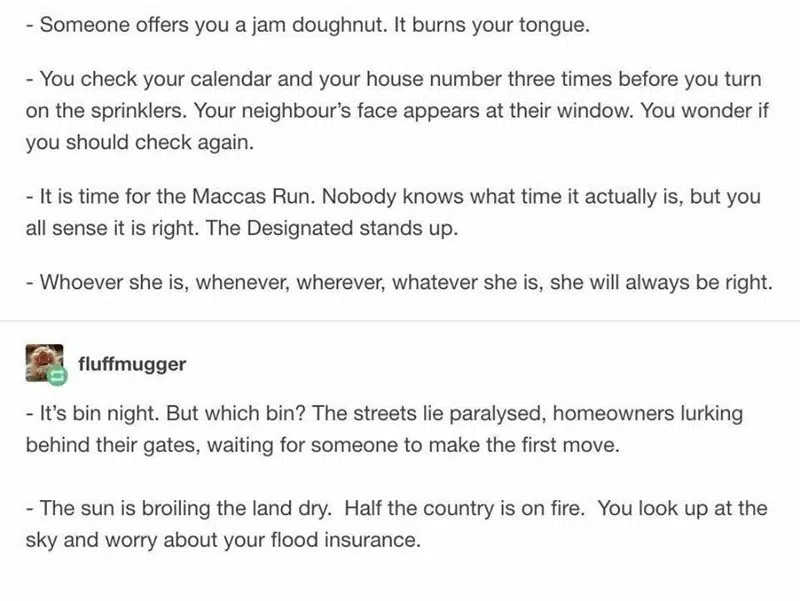 - Someone offers you a jam doughnut. It burns your tongue.
- You check your calendar and your house number three times before you turn
on the sprinklers. Your neighbour’s face appears at their window. You wonder if
you should check again.
- It is time for the Maccas Run. Nobody knows what time it actually is, but you
all sense it is right. The Designated stands up.
- Whoever she is, whenever, wherever, whatever she is, she will always be right.
fluffmugger
- It’s bin night. But which bin? The streets lie paralysed, homeowners lurking
behind their gates, waiting for someone to make the first move.
- The sun is broiling the land dry.  Half the country is on fire.  You look up at the
sky and worry about your flood insurance.